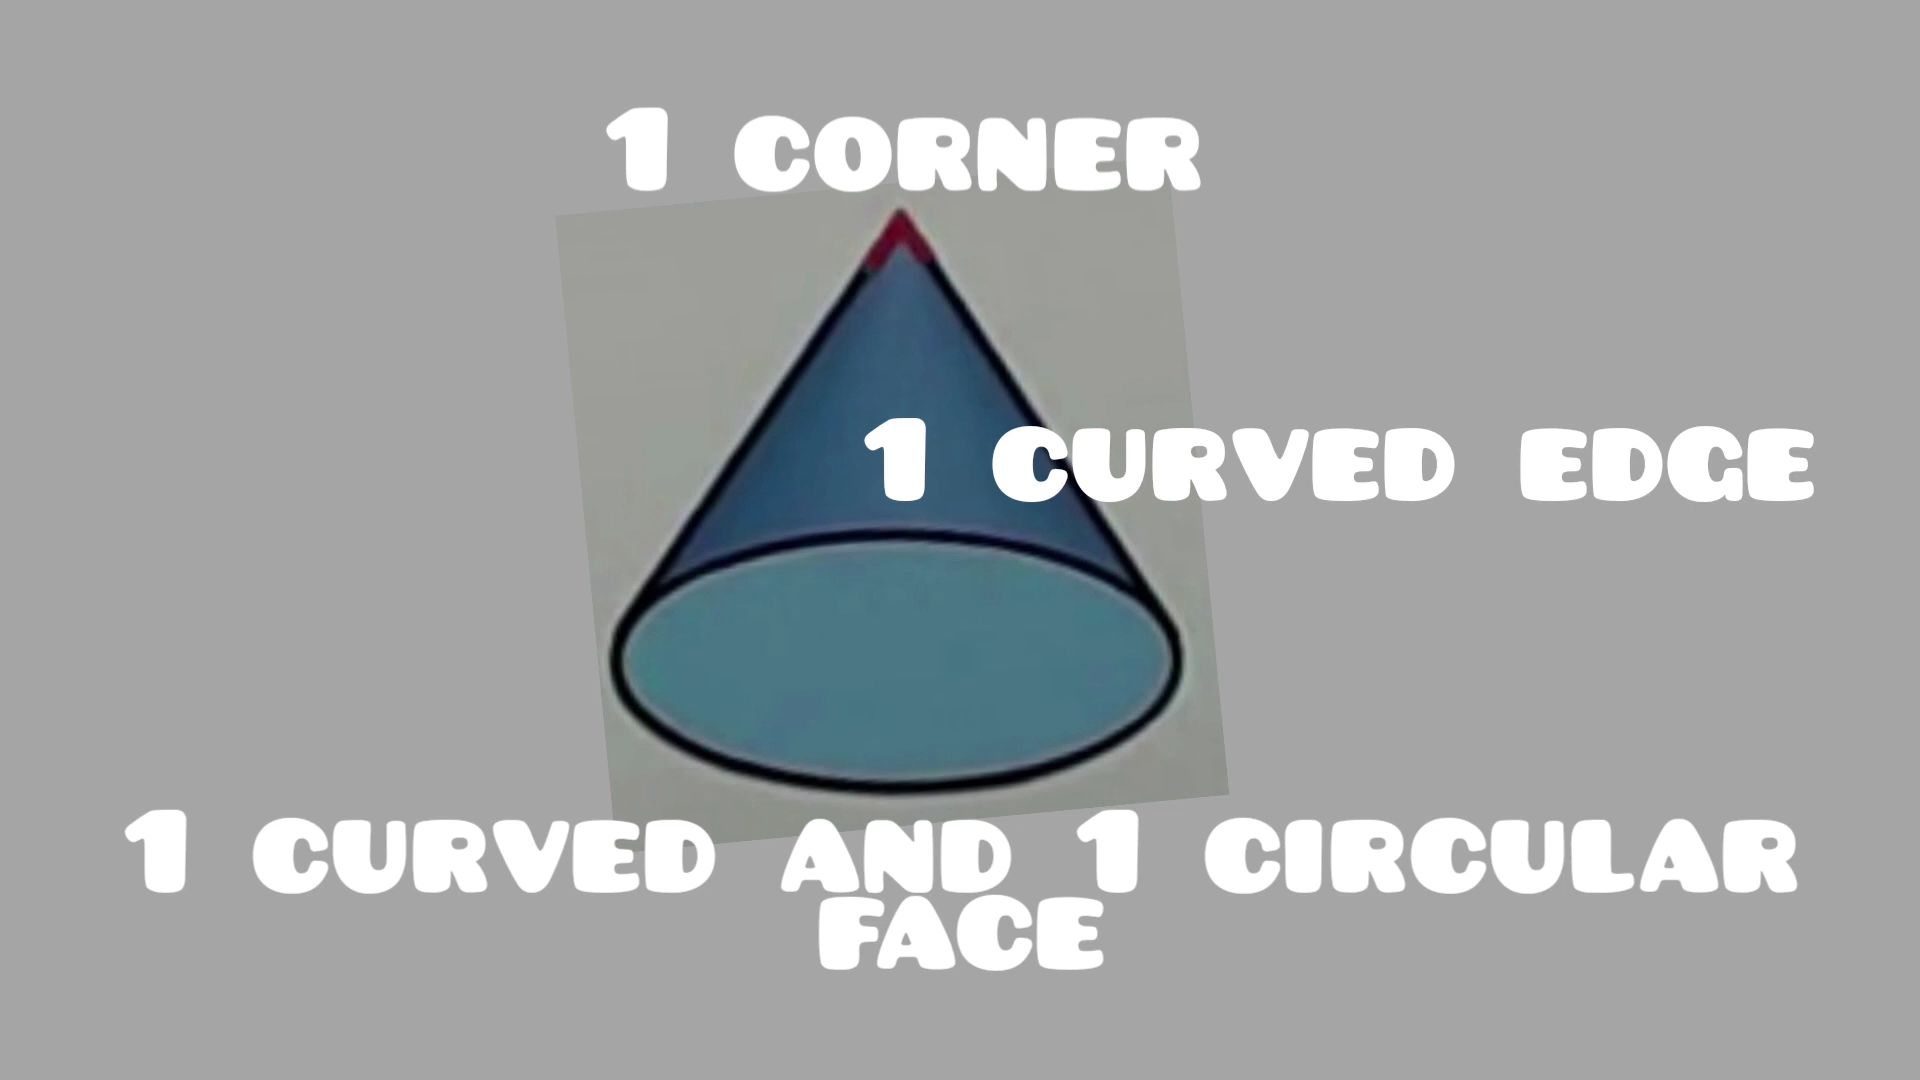 1 CORNER
1 CURVED EDGE
1 CURVED AND 1 CIRCULAR
FACE